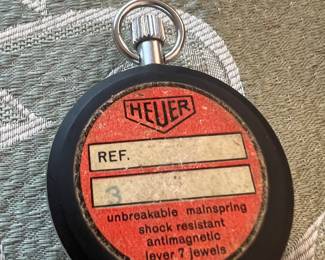 HEUER
REF.
3
unbreakable mainspring
shock resistant
antimagnetic
lever 7 jewels